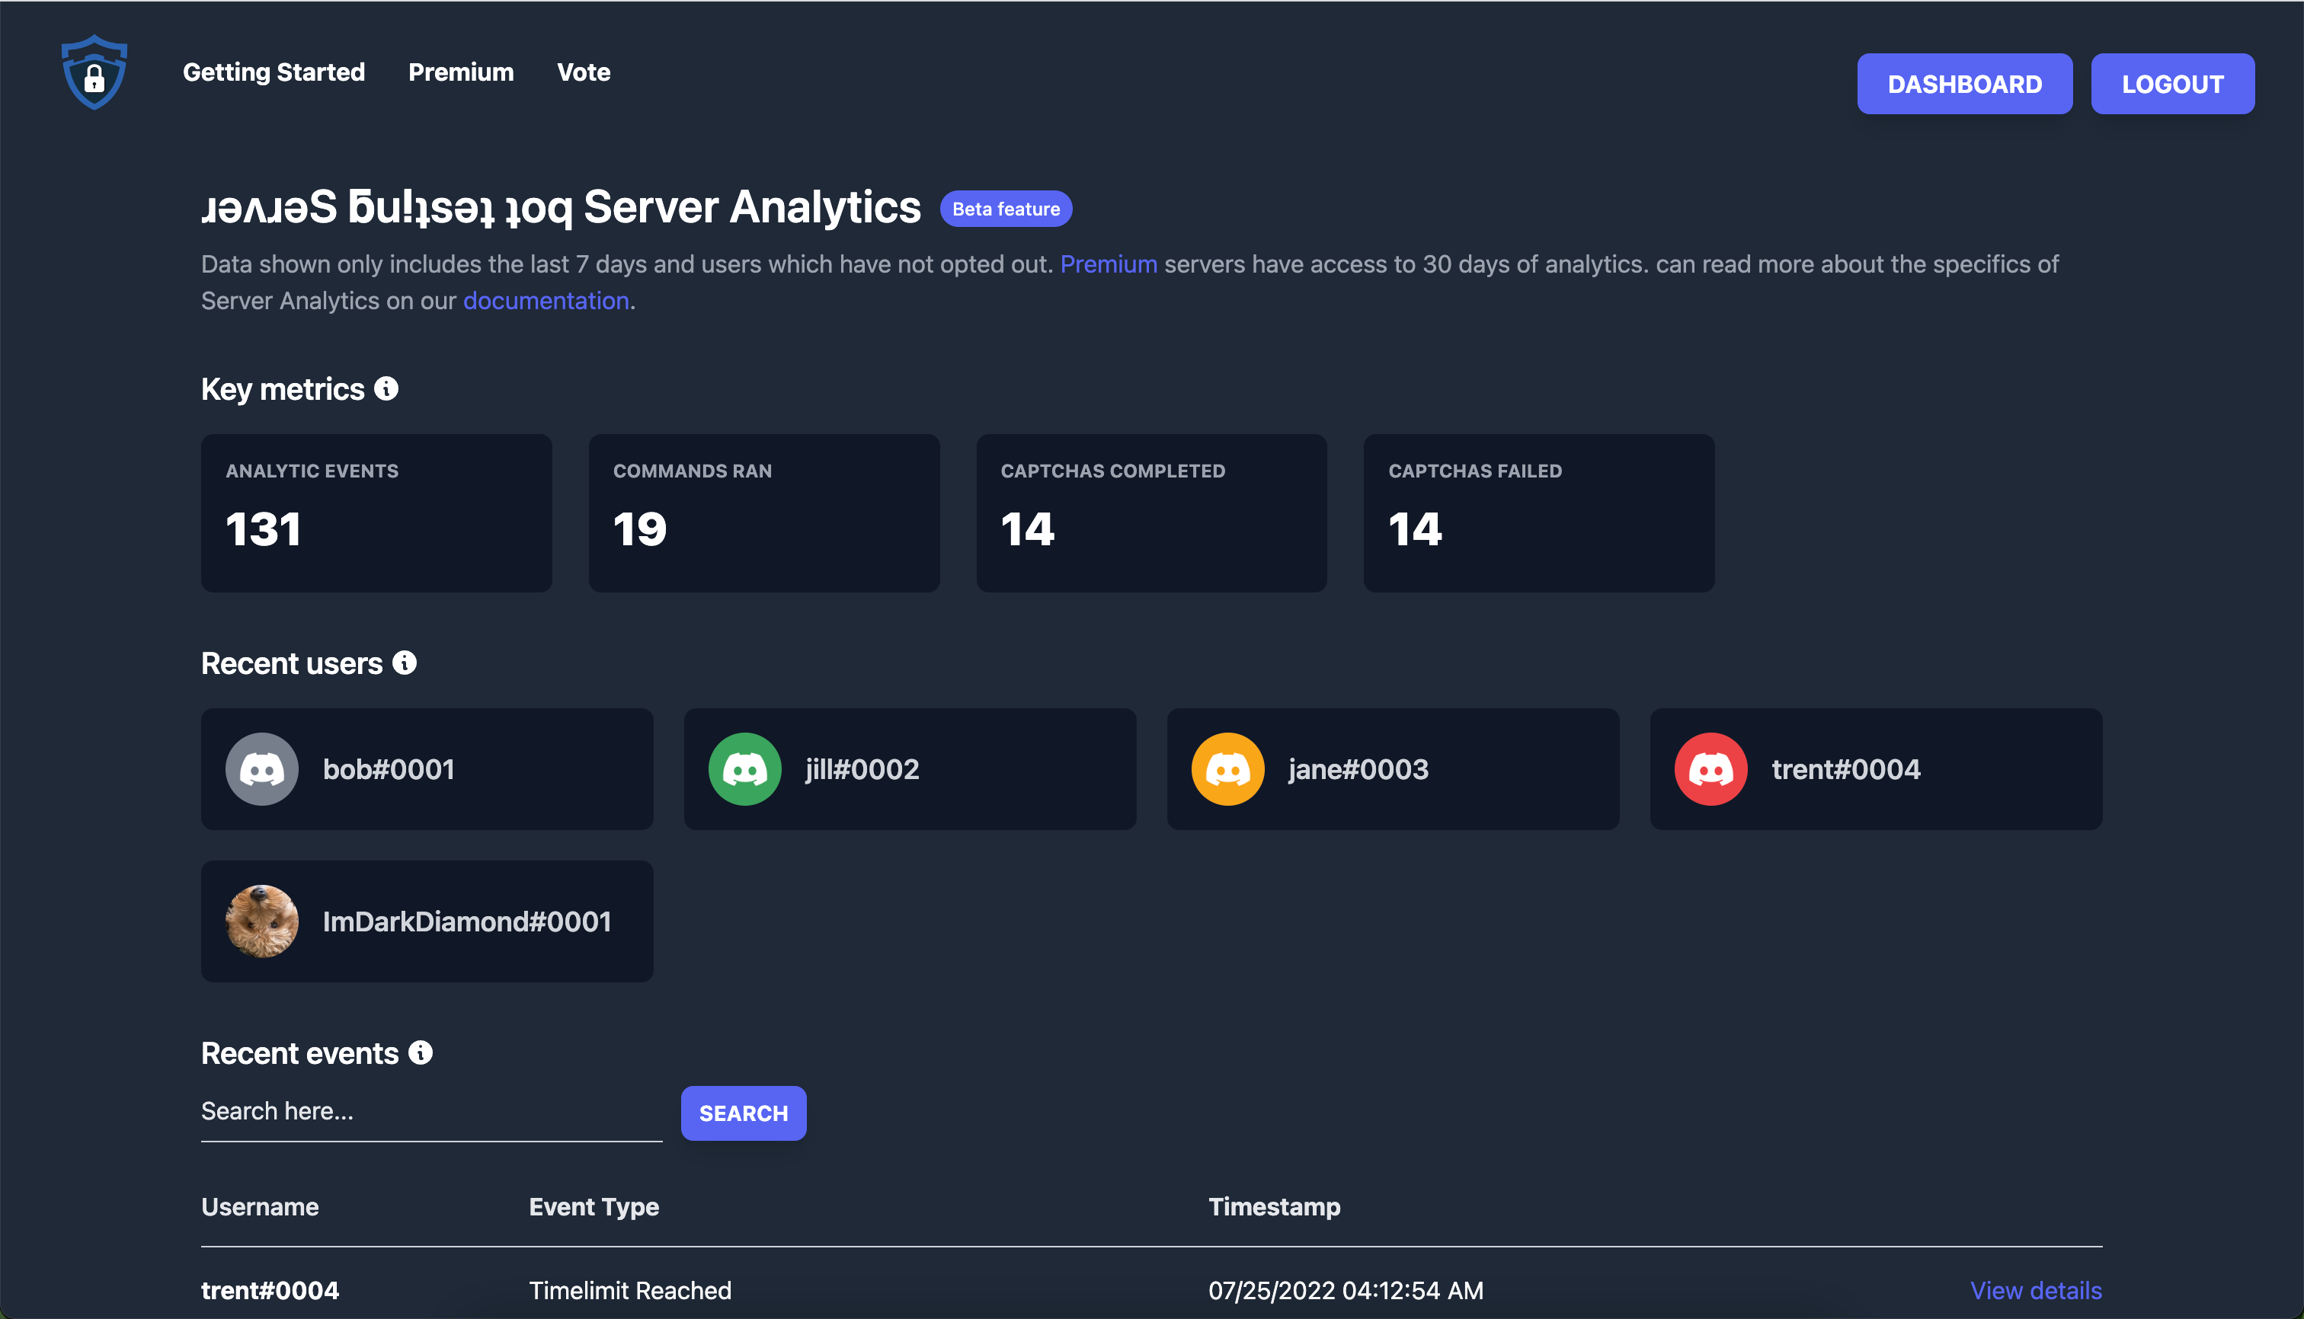 Getting Started Premium Vote
DASHBOARD LOGOUT
ɹǝʌɹǝS ƃuᴉʇsǝʇ ʇoq Server Analytics Beta feature
Data shown only includes the last 7 days and users which have not opted out. Premium servers have access to 30 days of analytics. can read more about the specifics of
Server Analytics on our documentation.
Key metrics
ANALYTIC EVENTS COMMANDS RAN CAPTCHAS COMPLETED CAPTCHAS FAILED
131 19 14 14
Recent users
bob#0001 jill#0002 jane#0003 trent#0004
ImDarkDiamond#0001
Recent events
Search here...
SEARCH
Username Event Type Timestamp
trent#0004 Timelimit Reached 07/25/2022 04:12:54 AM View details